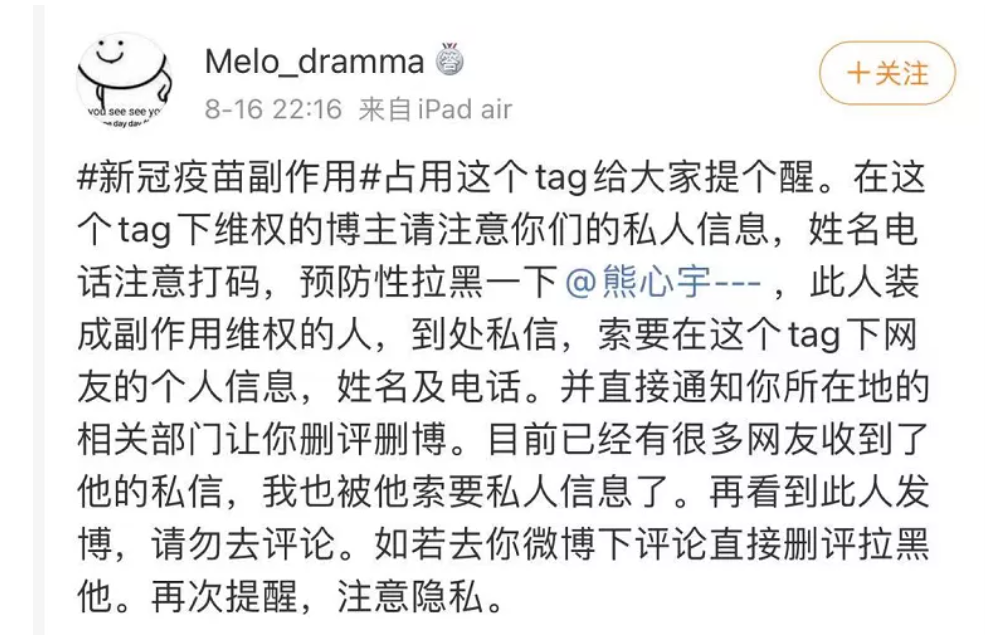 Melo_dramma
8-16 22:16 来自iPad air
+关注
you see see yo
#新冠疫苗副作用#占用这个tag给大家提个醒。在这
个tag下维权的博主请注意你们的私人信息，姓名电
话注意打码，预防性拉黑一下@熊心宇---，此人装
成副作用维权的人，到处私信，索要在这个tag下网
友的个人信息，姓名及电话。并直接通知你所在地的
相关部门让你删评删博。目前已经有很多网友收到了
他的私信，我也被他索要私人信息了。再看到此人发
博，请勿去评论。如若去你微博下评论直接删评拉黑
他。再次提醒，注意隐私。